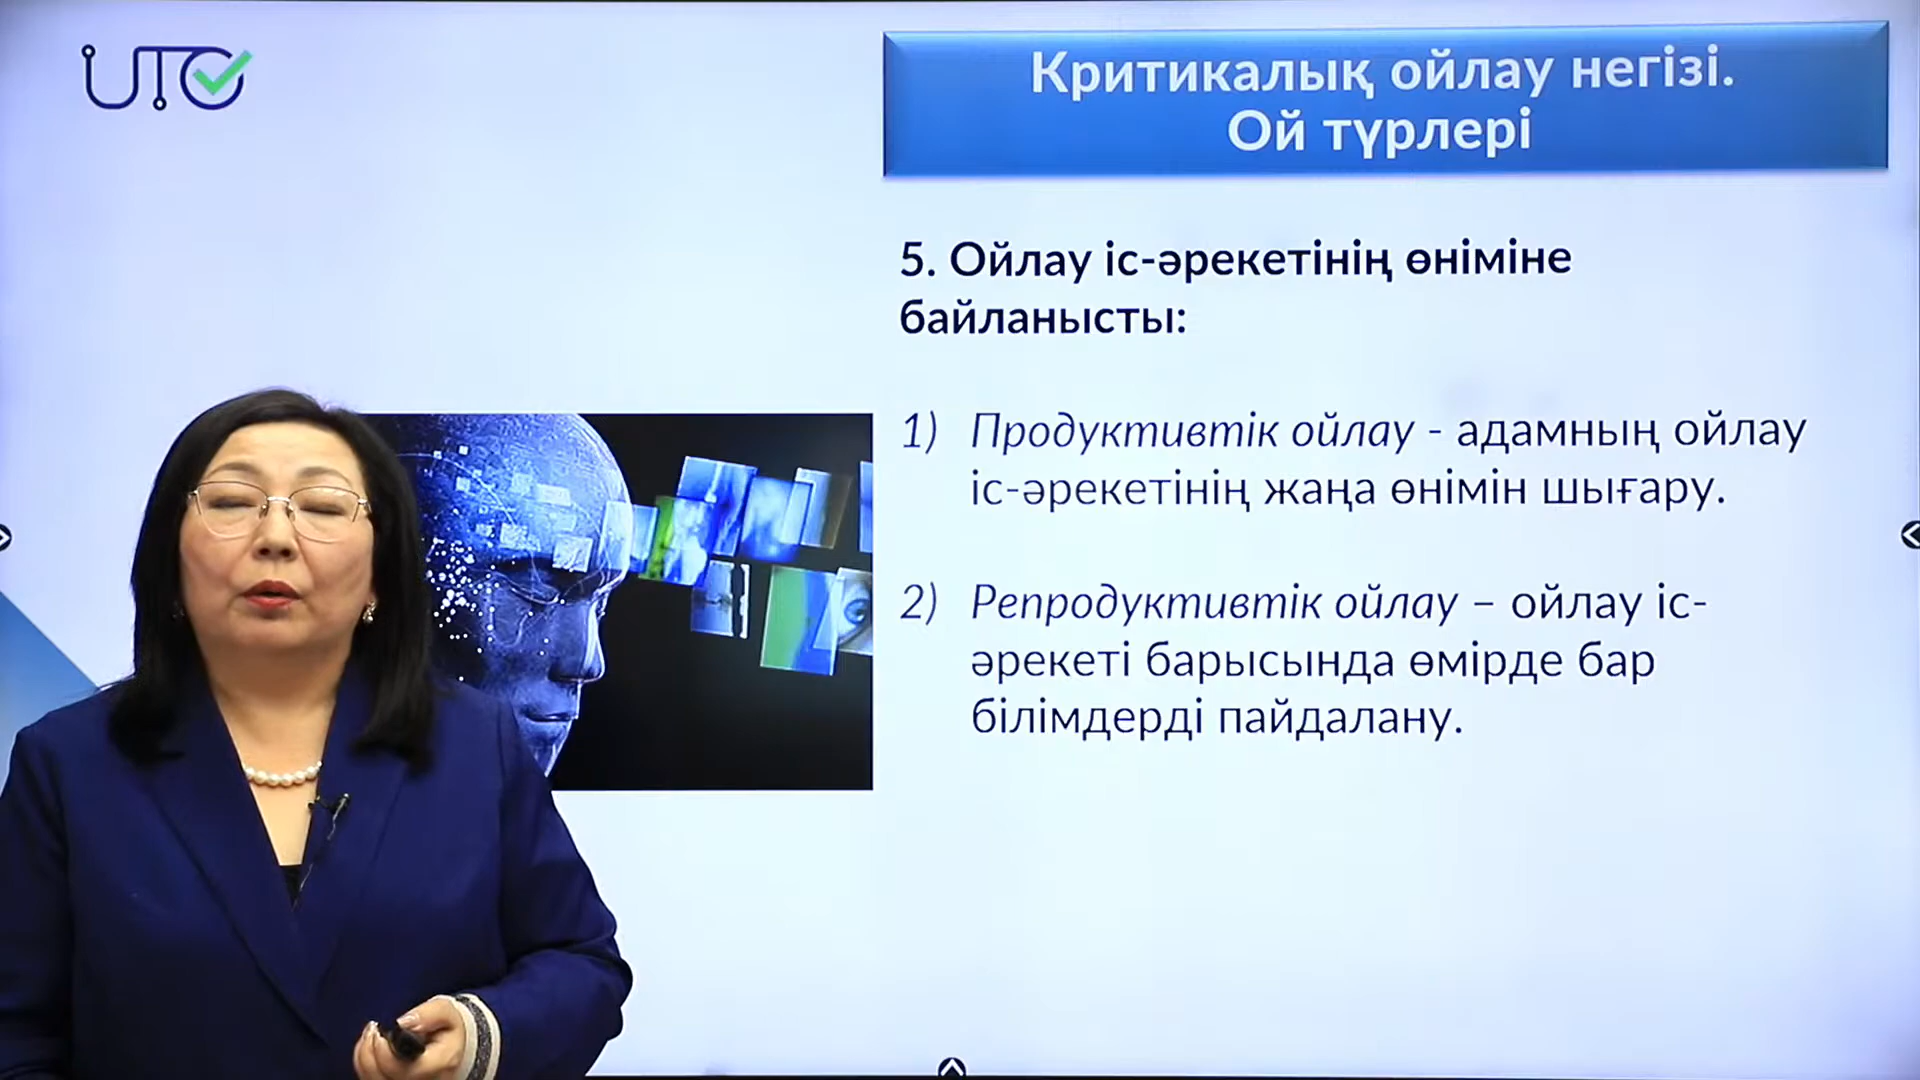 UTO
Критикалық ойлау негізі.
Ой түрлері
5. Ойлау іс-әрекетінің өніміне
байланысты:
1) Продуктивтік ойлау - адамның ойлау
іс-әрекетінің жаңа өнімін шығару.
2) Репродуктивтік ойлау – ойлау іс-
әрекеті барысында өмірде бар
білімдерді пайдалану.